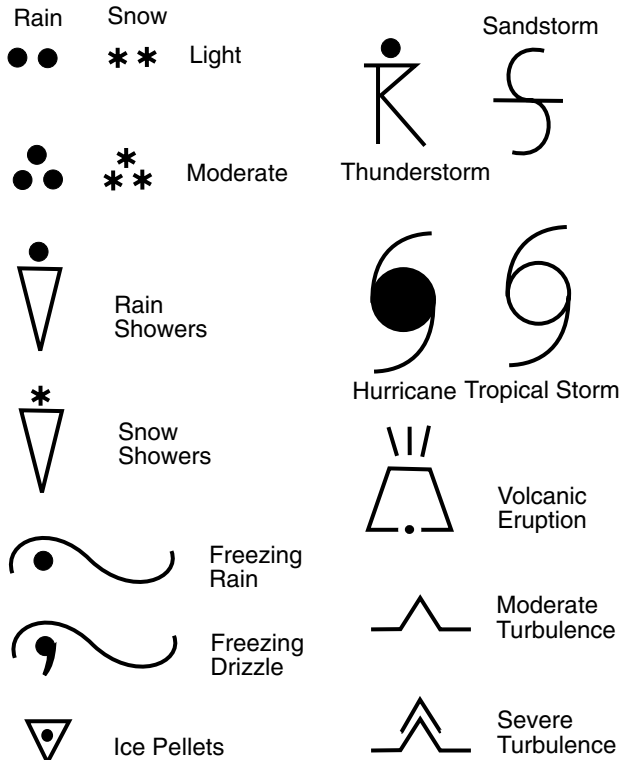 Rain
Snow
Light
Moderate
Rain
Showers
Snow
Showers
Freezing
Rain
Freezing
Drizzle
Ice Pellets
Sandstorm
Thunderstorm
Hurricane
Tropical Storm
Volcanic
Eruption
Moderate
Turbulence
Severe
Turbulence